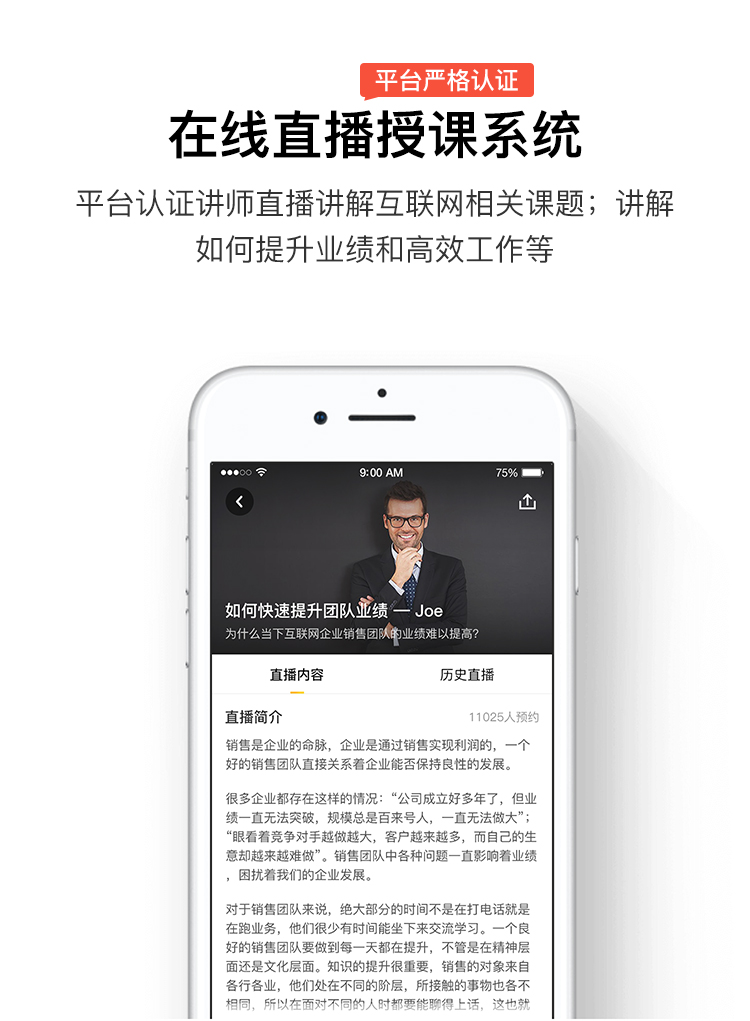 平台严格认证
在线直播授课系统
平台认证讲师直播讲解互联网相关课题；讲解
如何提升业绩和高效工作等
9:00 AM
75%
如何快速提升团队业绩 — Joe
为什么当下互联网企业销售团队的业绩难以提高?
直播内容
历史直播
直播简介
11025人预约
销售是企业的命脉，企业是通过销售实现利润的，一个
好的销售团队直接关系着企业能否保持良性的发展。
很多企业都存在这样的情况：“公司成立好多年了，但业
绩一直无法突破，规模总是百来号人，一直无法做大”；
“眼看着竞争对手越做越大，客户越来越多，而自己的生
意却越来越难做”。销售团队中各种问题一直影响着业绩
，困扰着我们的企业发展。
对于销售团队来说，绝大部分的时间不是在打电话就是
在跑业务，他们很少有时间能坐下来交流学习。一个良
好的销售团队要做到每一天都在提升，不管是在精神层
面还是文化层面。知识的提升很重要，销售的对象来自
各行各业，他们处在不同的阶层，所接触的事物也各不
相同，所以在面对不同的人时都要能聊得上话，这也就